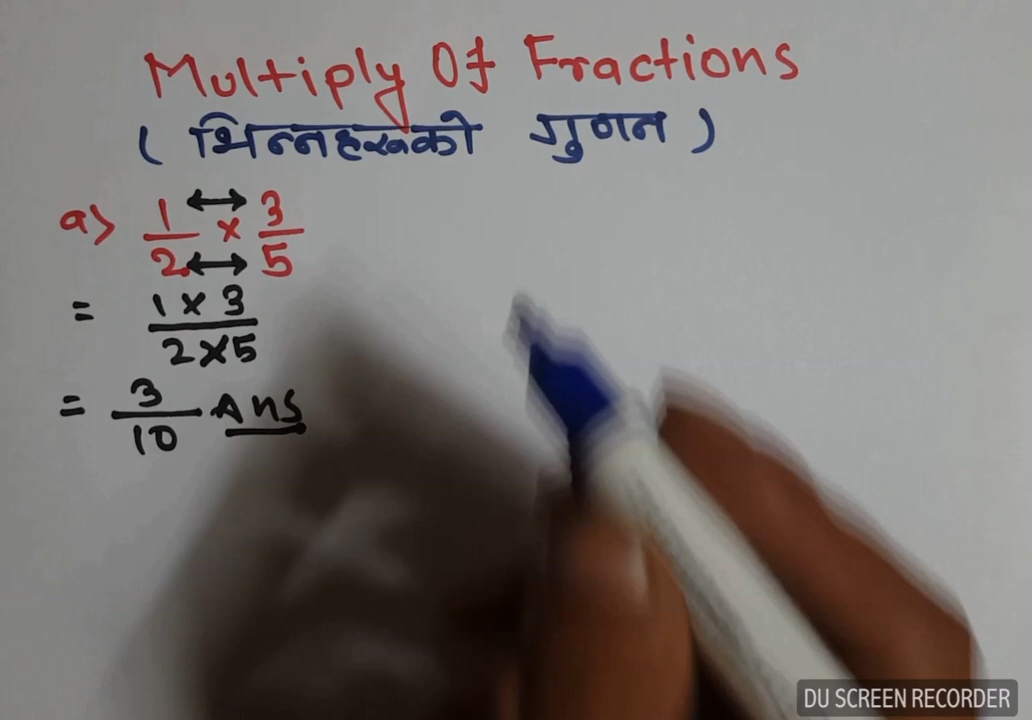 Multiply Of Fractions
( भिन्नहरूको गुणन )
a) 1/2 × 3/5
= 1 × 3 / 2 × 5
= 3/10 Ans
DU SCREEN RECORDER